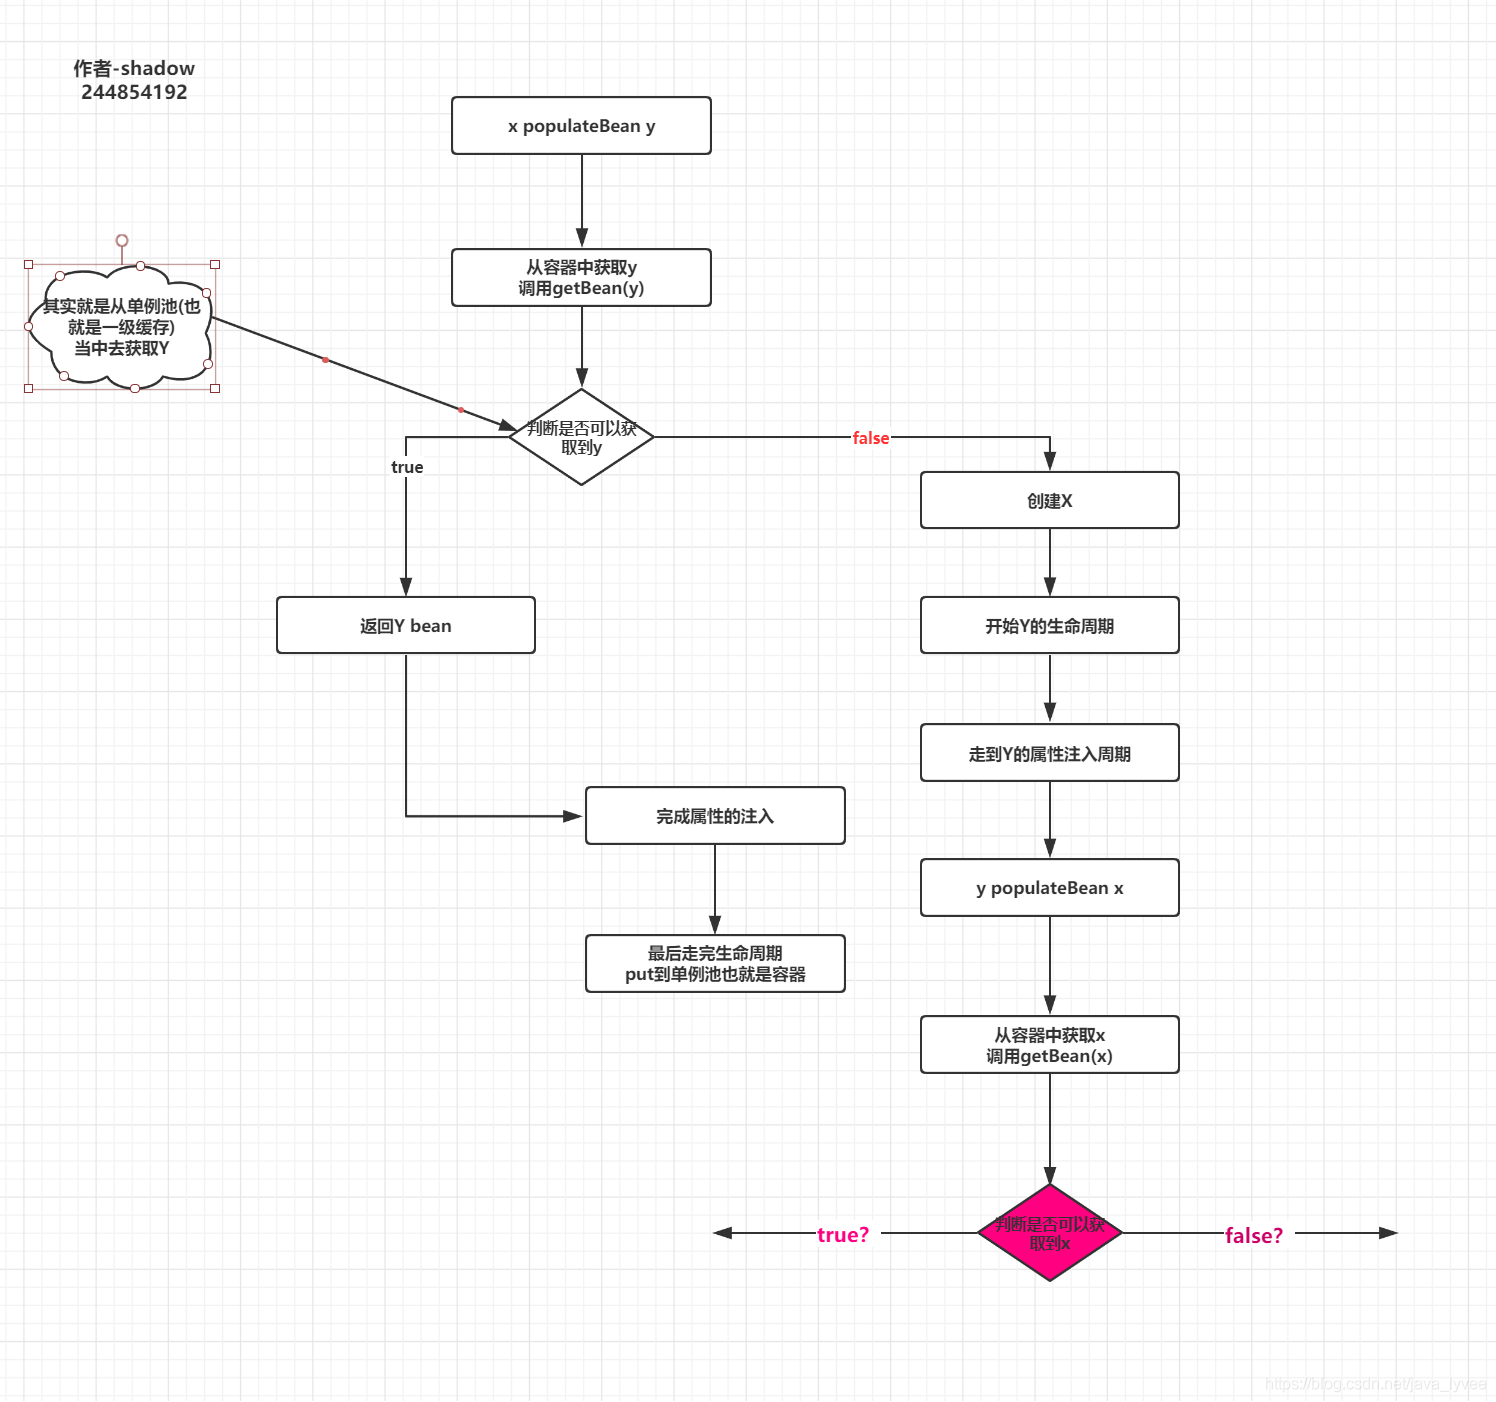 作者-shadow
244854192
x populateBean y
从容器中获取y
调用getBean(y)
其实就是从单例池(也
就是一级缓存)
当中去获取Y
判断是否可以获
取到y
true
false
创建X
返回Y bean
开始Y的生命周期
走到Y的属性注入周期
完成属性的注入
y populateBean x
最后走完生命周期
put到单例池也就是容器
从容器中获取x
调用getBean(x)
判断是否可以获
取到x
true?
false?
https://blog.csdn.net/java_lyvee